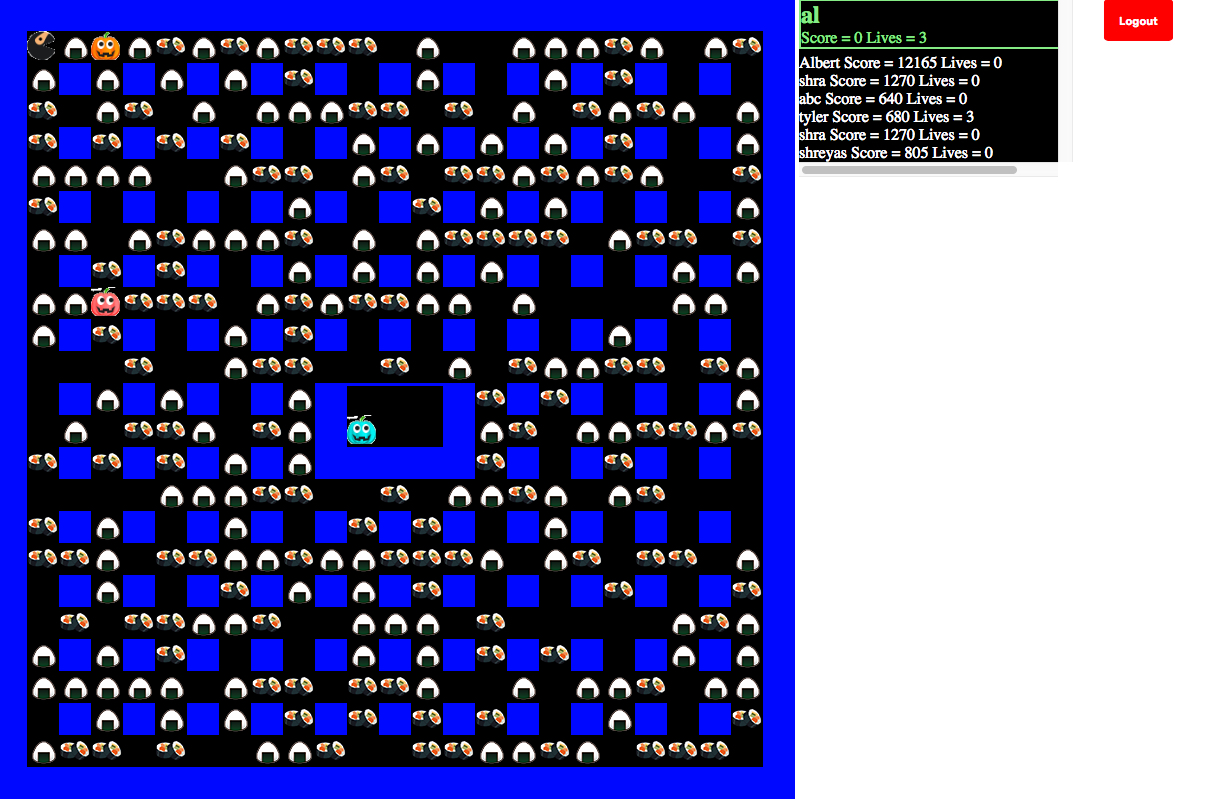 al
Score = 0 Lives = 3
Albert Score = 12165 Lives = 0
shra Score = 1270 Lives = 0
abc Score = 640 Lives = 0
tyler Score = 680 Lives = 3
shra Score = 1270 Lives = 0
shreyas Score = 805 Lives = 0
Logout